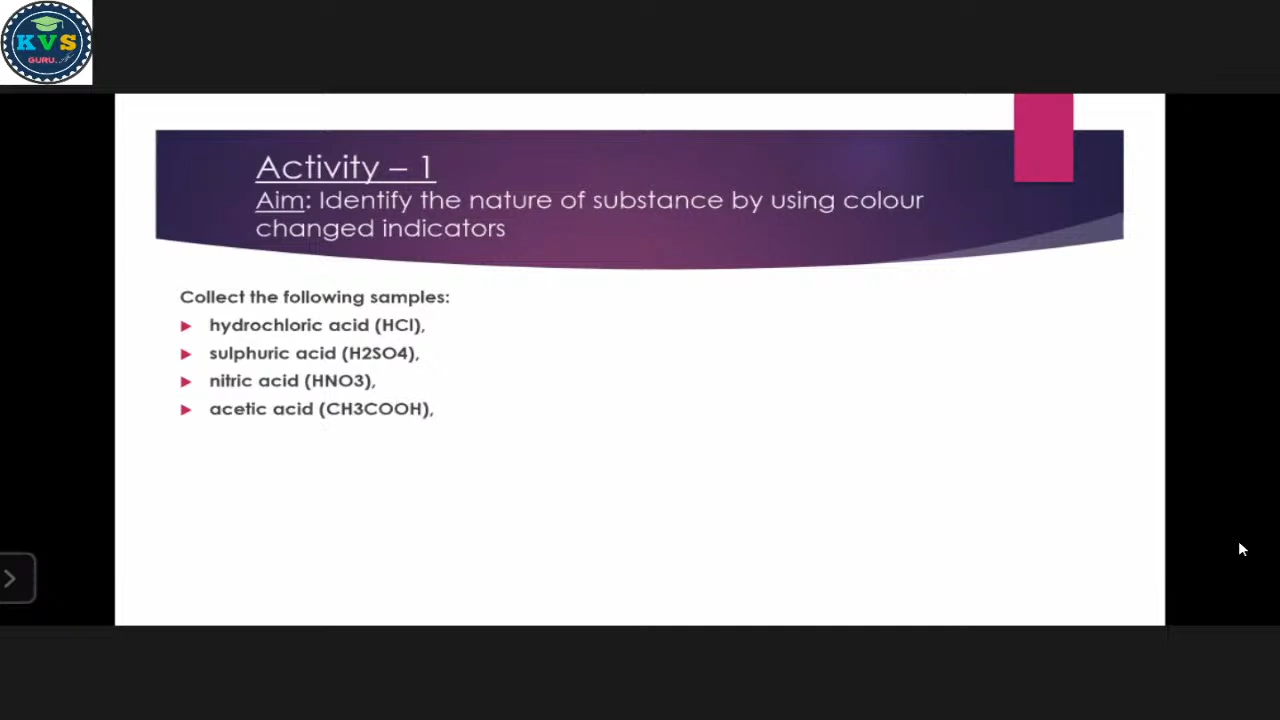 KVS
GURU
Activity – 1
Aim: Identify the nature of substance by using colour
changed indicators
Collect the following samples:
hydrochloric acid (HCl),
sulphuric acid (H2SO4),
nitric acid (HNO3),
acetic acid (CH3COOH),